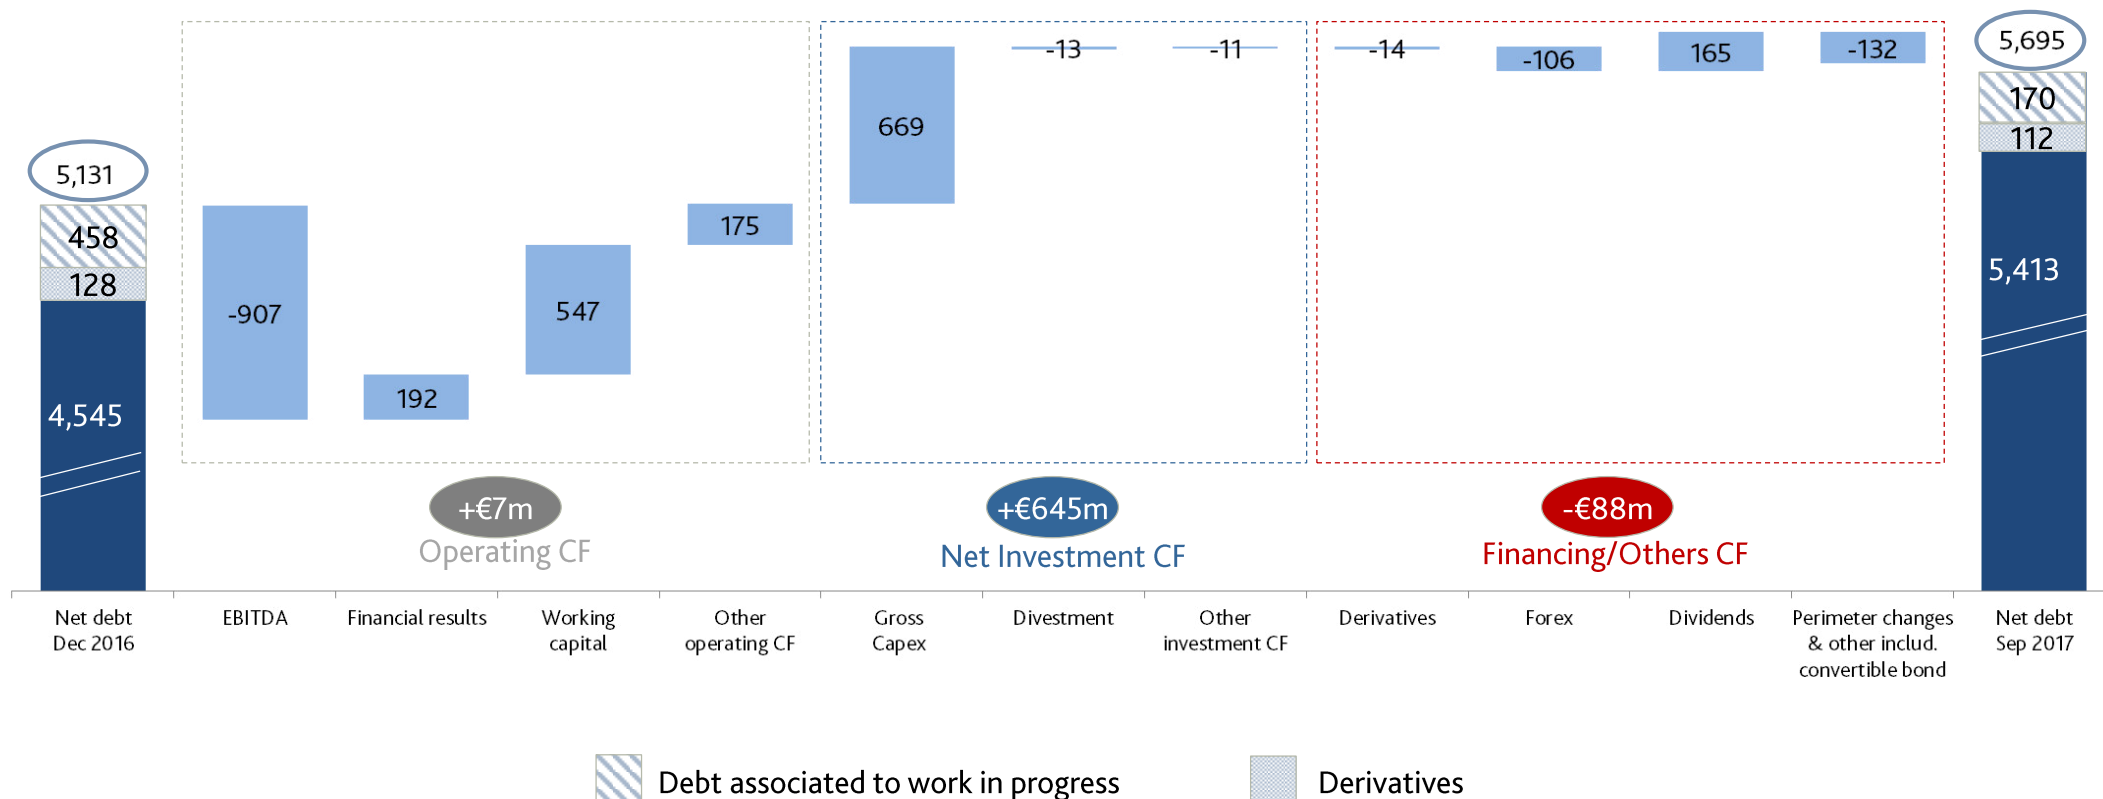 5,131
458
128
4,545
-907
192
547
175
669
-13
-11
-14
-106
165
-132
5,695
170
112
5,413
+€7m
Operating CF
+€645m
Net Investment CF
-€88m
Financing/Others CF
Net debt
Dec 2016
EBITDA
Financial results
Working
capital
Other
operating CF
Gross
Capex
Divestment
Other
investment CF
Derivatives
Forex
Dividends
Perimeter changes
& other includ.
convertible bond
Net debt
Sep 2017
Debt associated to work in progress
Derivatives